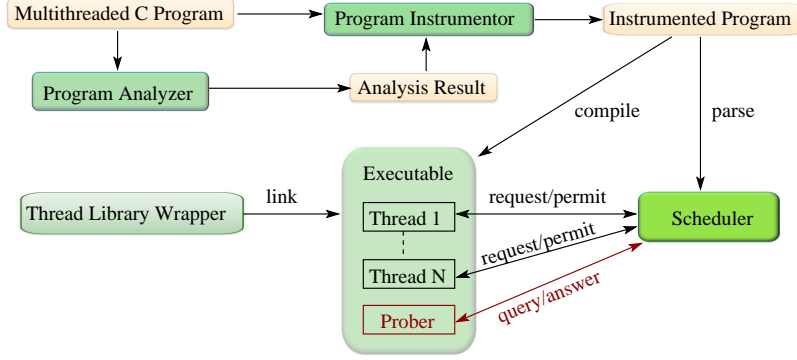 Multithreaded C Program
Program Instrumentor
Instrumented Program
Program Analyzer
Analysis Result
compile
parse
Executable
Thread Library Wrapper
link
Thread 1
request/permit
Scheduler
request/permit
Thread N
query/answer
Prober